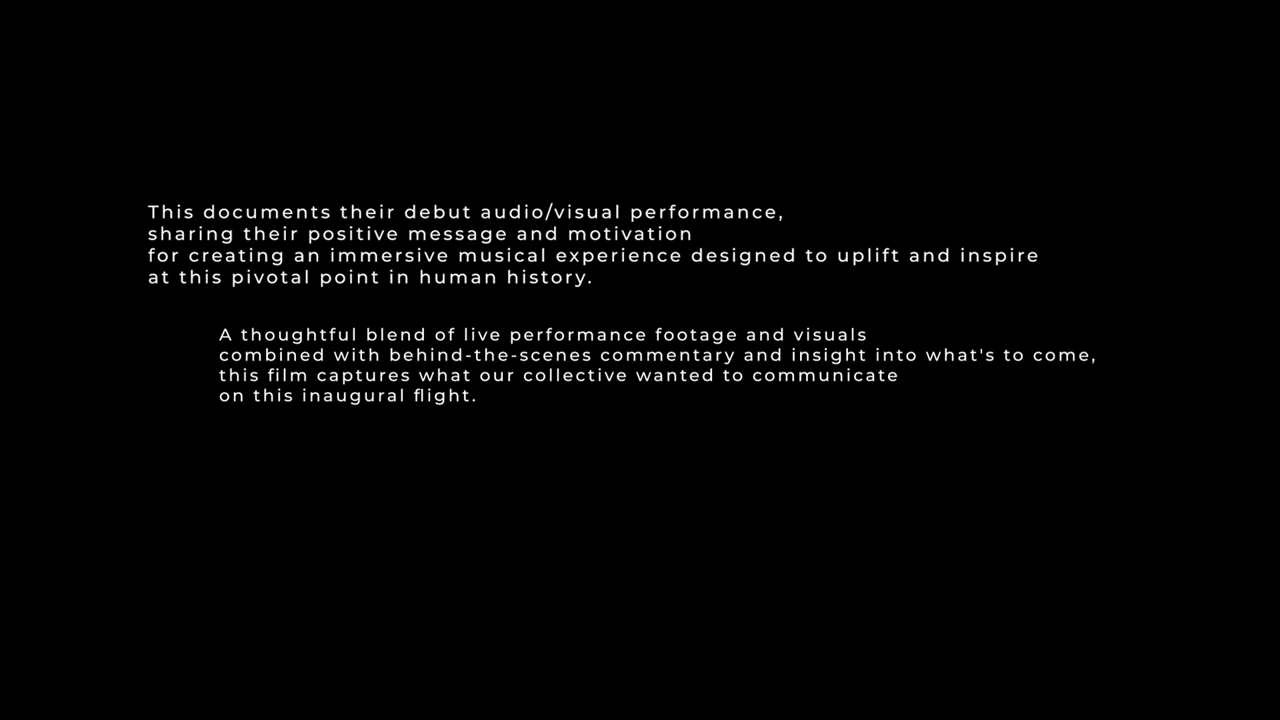 This documents their debut audio/visual performance,
sharing their positive message and motivation
for creating an immersive musical experience designed to uplift and inspire
at this pivotal point in human history.
A thoughtful blend of live performance footage and visuals
combined with behind-the-scenes commentary and insight into what's to come,
this film captures what our collective wanted to communicate
on this inaugural flight.